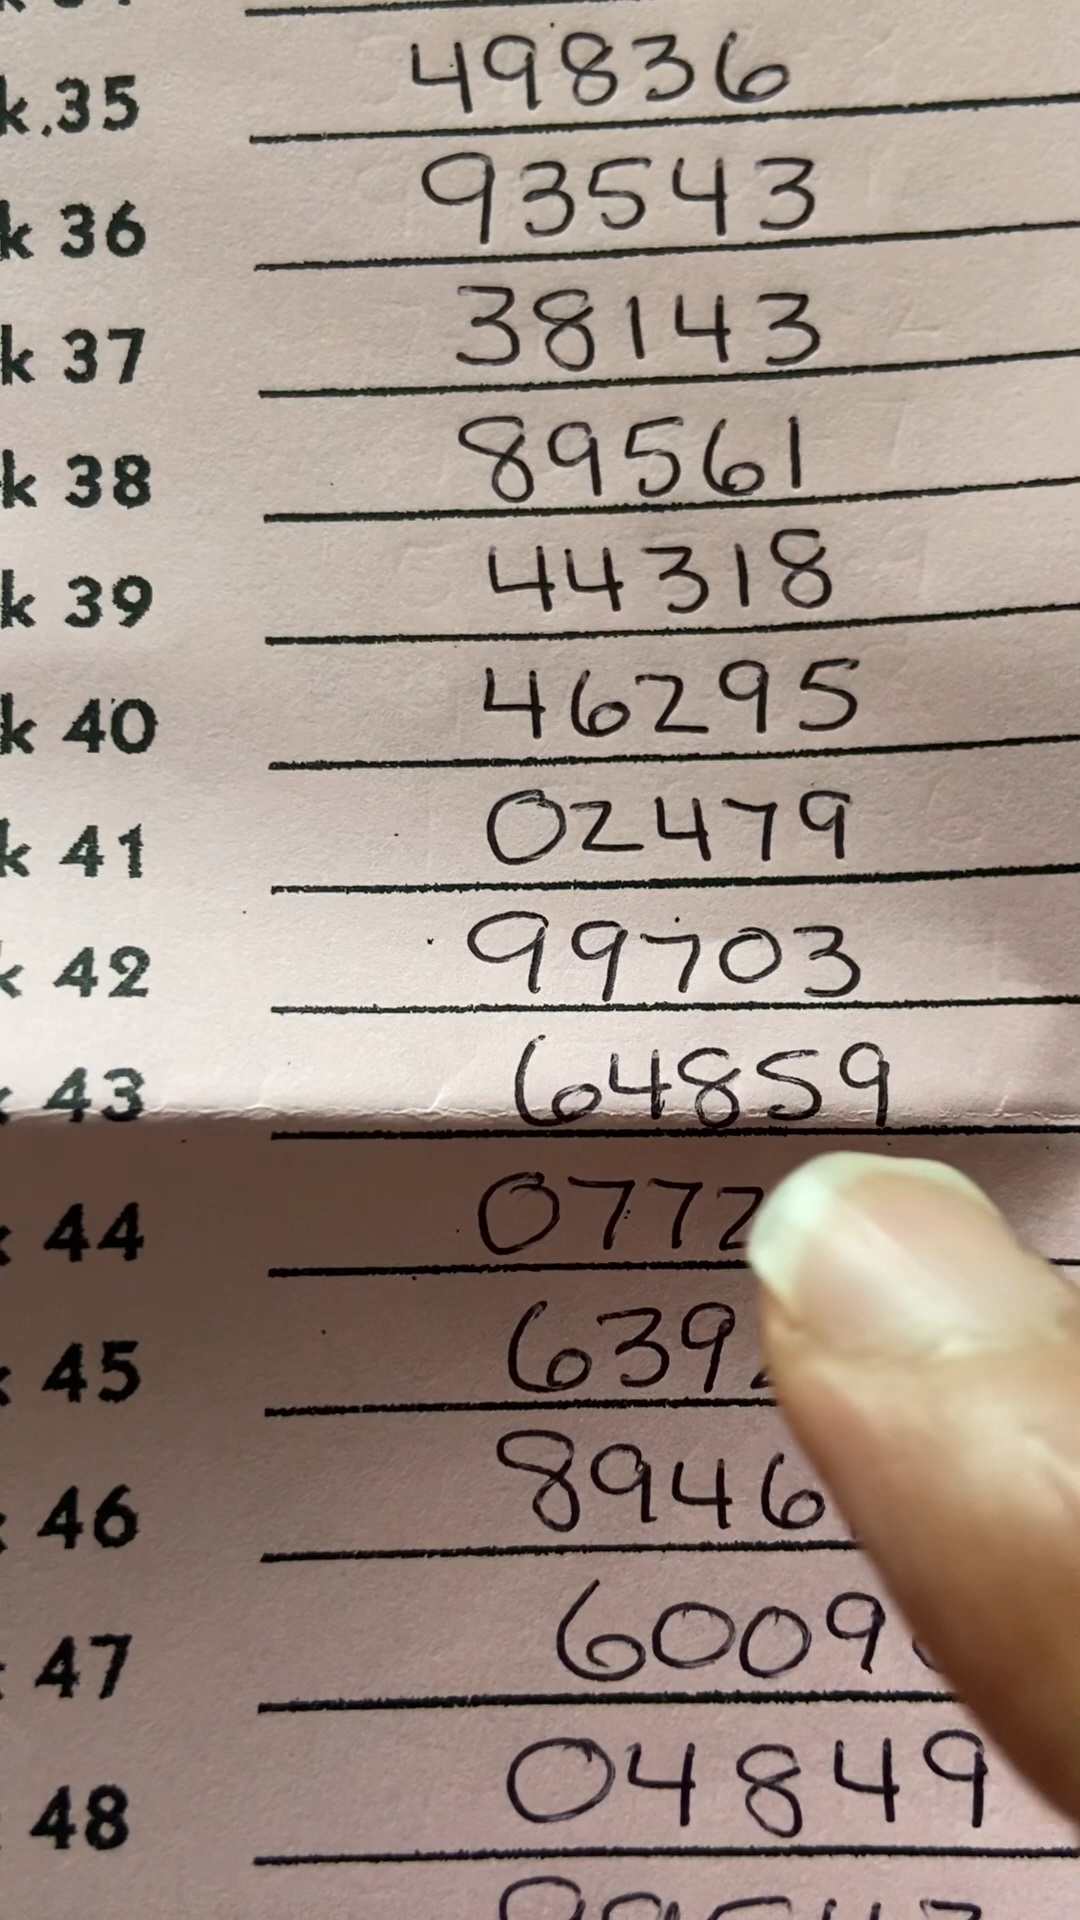 k.35 49836
k 36 93543
k 37 38143
k 38 89561
k 39 44318
k 40 46295
k 41 02479
k 42 99703
43 64859
44
45
46
47
48 04849